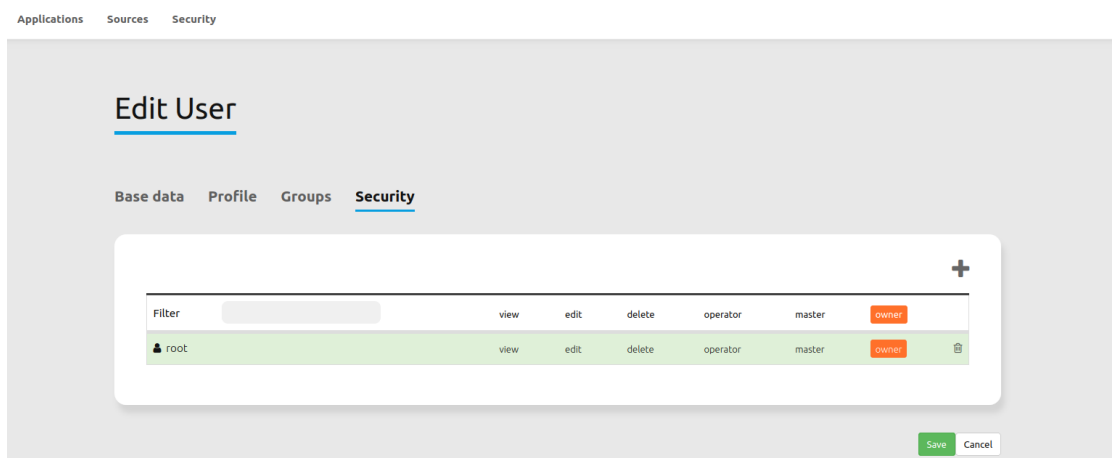 Applications Sources Security
Edit User
Base data Profile Groups Security
Filter view edit delete operator master owner
root view edit delete operator master owner
Save Cancel